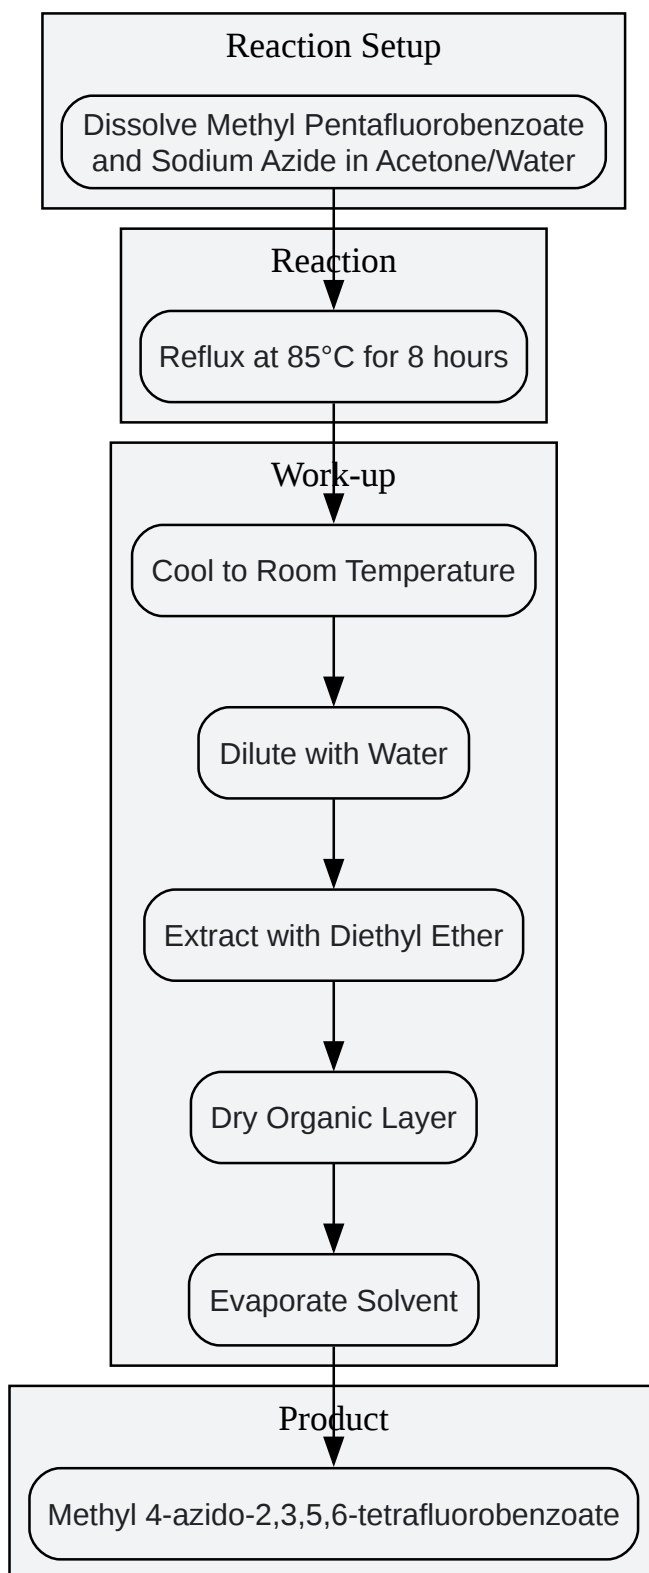 Reaction Setup
Dissolve Methyl Pentafluorobenzoate
and Sodium Azide in Acetone/Water
Reaction
Reflux at 85°C for 8 hours
Work-up
Cool to Room Temperature
Dilute with Water
Extract with Diethyl Ether
Dry Organic Layer
Evaporate Solvent
Product
Methyl 4-azido-2,3,5,6-tetrafluorobenzoate